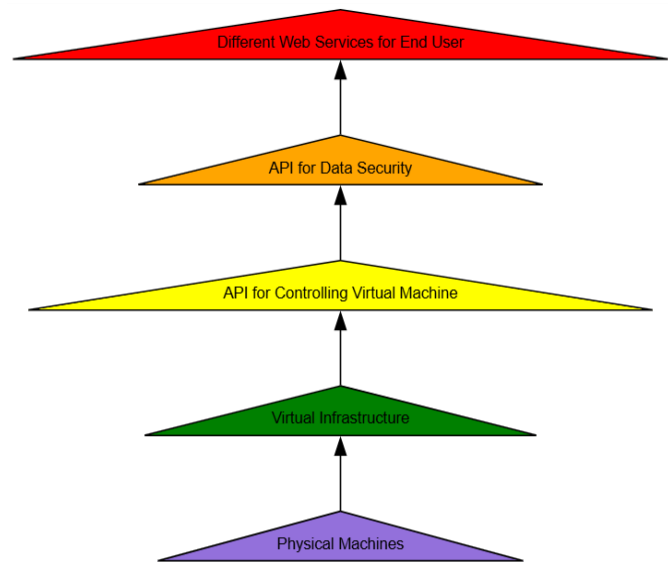 Different Web Services for End User
API for Data Security
API for Controlling Virtual Machine
Virtual Infrastructure
Physical Machines